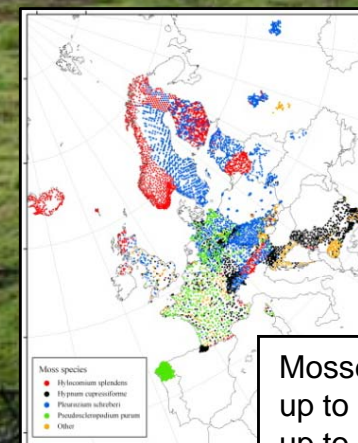 Moss species
Hylocomium splendens
Hypnum cupressiforme
Pleurozium schreberi
Pseudoscleropodium purum
Other
Mosse
up to
up to